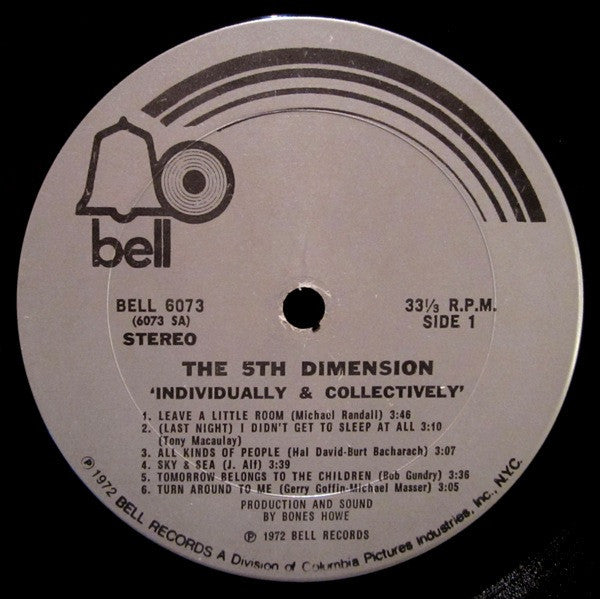 bell
BELL 6073
(6073 SA)
STEREO
33⅓ R.P.M.
SIDE 1
THE 5TH DIMENSION
'INDIVIDUALLY & COLLECTIVELY'
1. LEAVE A LITTLE ROOM (Michael Randall) 3:46
2. (LAST NIGHT) I DIDN'T GET TO SLEEP AT ALL 3:10
(Tony Macaulay)
3. ALL KINDS OF PEOPLE (Hal David-Burt Bacharach) 3:07
4. SKY & SEA (J. Alf) 3:39
5. TOMORROW BELONGS TO THE CHILDREN (Bob Gundry) 3:36
6. TURN AROUND TO ME (Gerry Goffin-Michael Masser) 3:05
PRODUCTION AND SOUND
BY BONES HOWE
℗ 1972 BELL RECORDS
℗ 1972 BELL RECORDS A Division of Columbia Pictures Industries, Inc., N.Y.C.